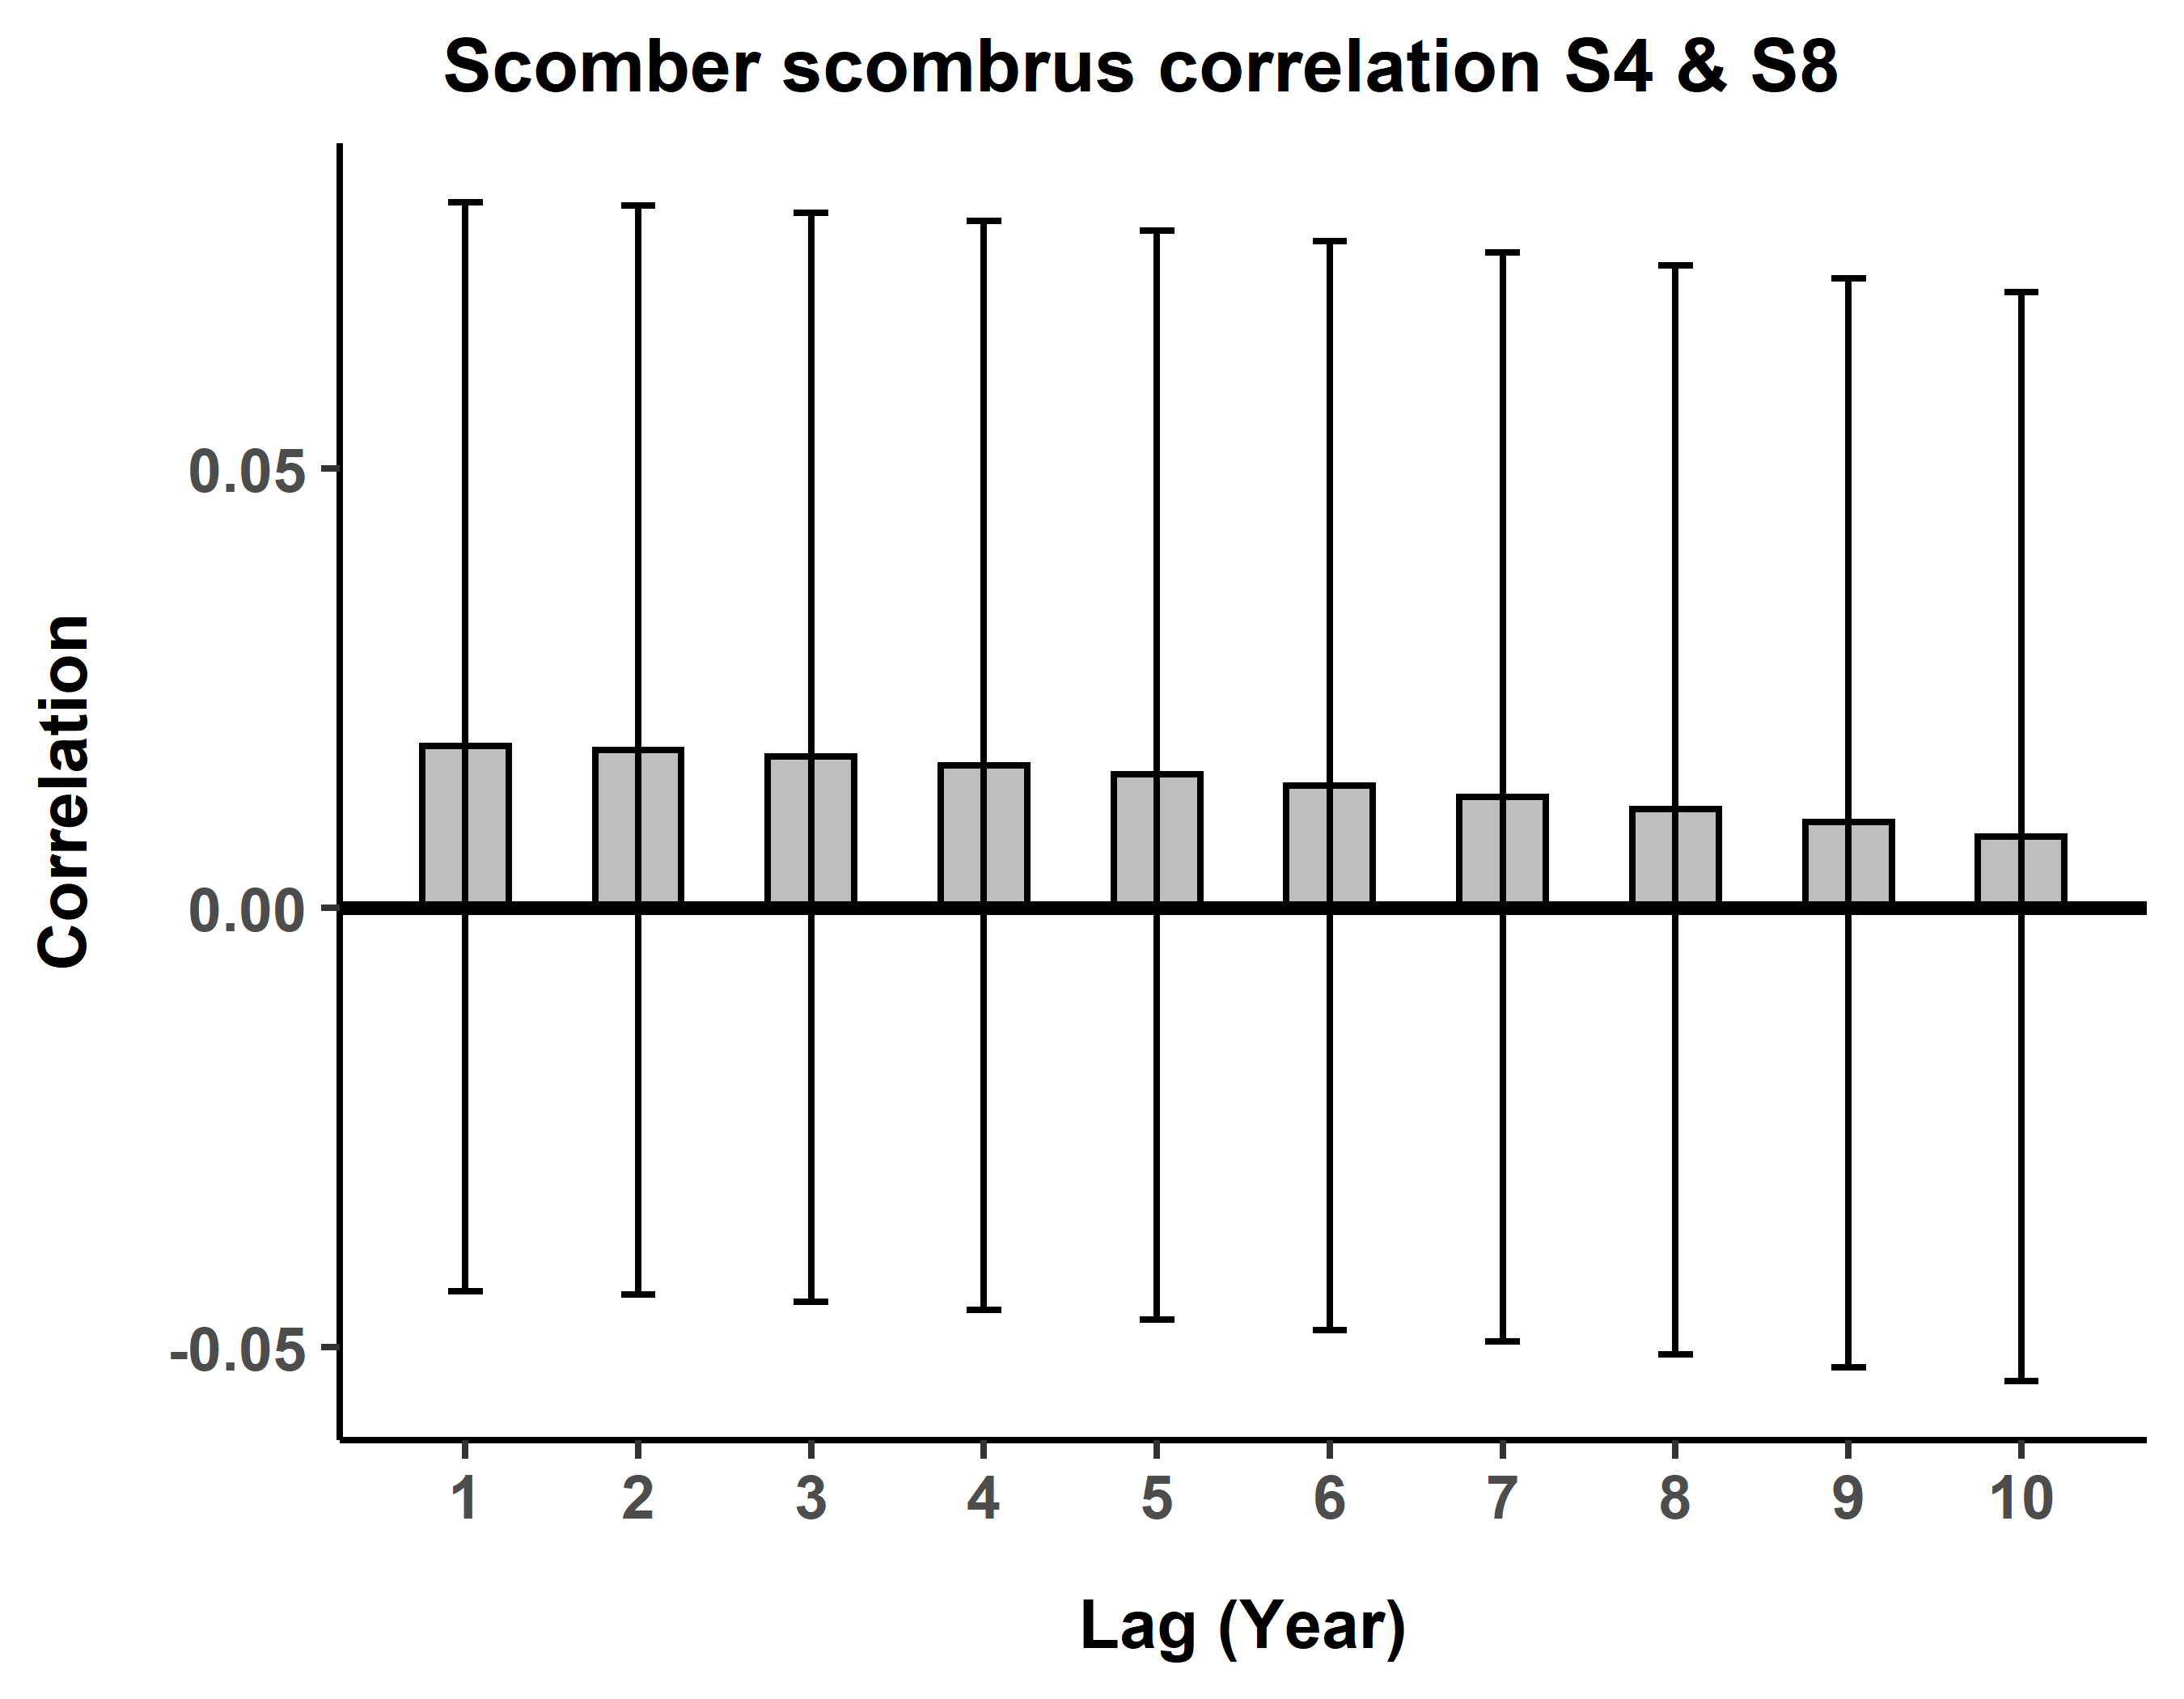 Scomber scombrus correlation S4 & S8
Correlation
0.05
0.00
-0.05
1 2 3 4 5 6 7 8 9 10
Lag (Year)